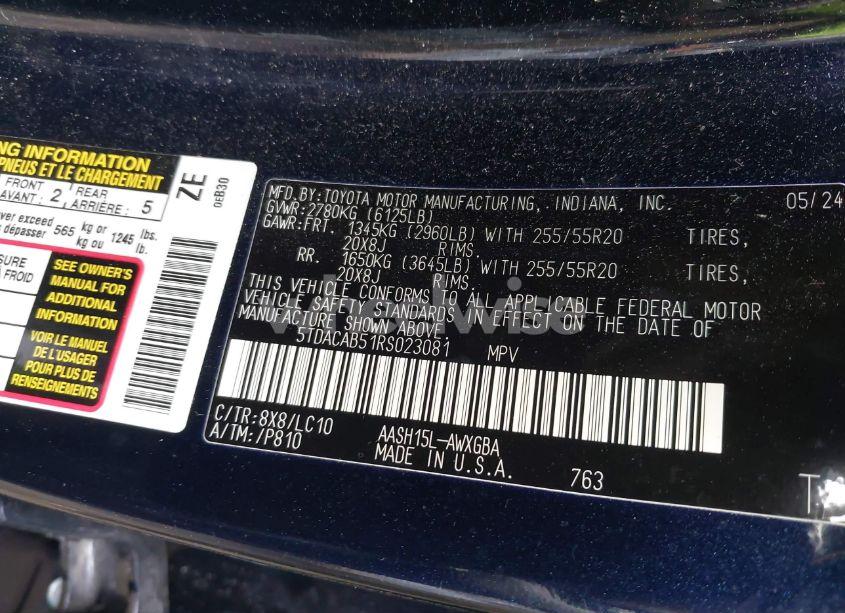 NG INFORMATION
PNEUS ET LE CHARGEMENT
FRONT
AVANT: 2, REAR
ARRIÈRE: 5
ver exceed
dépasser 565 kg or
kg ou 1245 lbs.
lb.
SURE
À FROID
SEE OWNER'S
MANUAL FOR
ADDITIONAL
INFORMATION
VOIR LE MANUEL
DE L'USAGER
POUR PLUS DE
RENSEIGNEMENTS
ZE
0EB30
MFD.BY:TOYOTA MOTOR MANUFACTURING, INDIANA, INC. 05/24
GVWR:2780KG (6125LB)
GAWR:FRT. 1345KG (2960LB) WITH 255/55R20 TIRES,
20X8J RIMS.
RR. 1650KG (3645LB) WITH 255/55R20 TIRES,
20X8J RIMS.
THIS VEHICLE CONFORMS TO ALL APPLICABLE FEDERAL MOTOR
VEHICLE SAFETY STANDARDS IN EFFECT ON THE DATE OF
MANUFACTURE SHOWN ABOVE.
5TDACAB51RS023081 MPV
C/TR:8X8/LC10
A/TM:/P810
AASH15L-AWXGBA
MADE IN U.S.A.
763